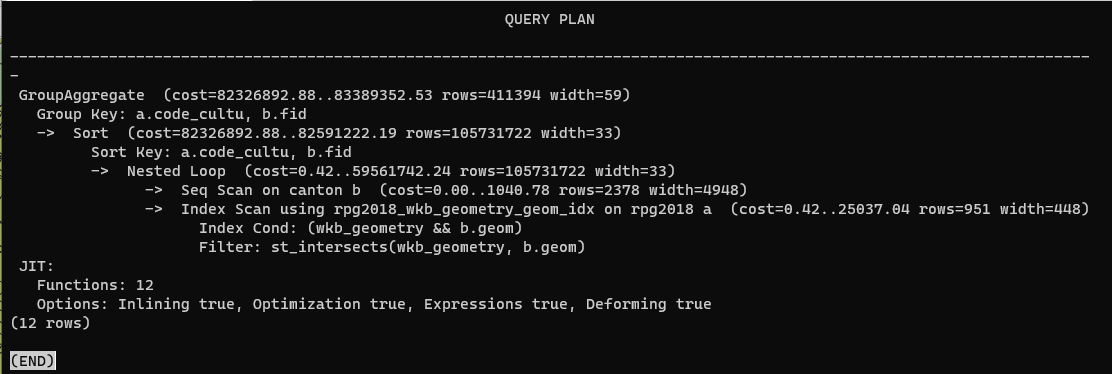 QUERY PLAN
------------------------------------------------------------------------------------------------------------------------
-
GroupAggregate  (cost=82326892.88..83389352.53 rows=411394 width=59)
  Group Key: a.code_cultu, b.fid
  ->  Sort  (cost=82326892.88..82591222.19 rows=105731722 width=33)
        Sort Key: a.code_cultu, b.fid
        ->  Nested Loop  (cost=0.42..59561742.24 rows=105731722 width=33)
              ->  Seq Scan on canton b  (cost=0.00..1040.78 rows=2378 width=4948)
              ->  Index Scan using rpg2018_wkb_geometry_geom_idx on rpg2018 a  (cost=0.42..25037.04 rows=951 width=448)
                    Index Cond: (wkb_geometry && b.geom)
                    Filter: st_intersects(wkb_geometry, b.geom)
JIT:
  Functions: 12
  Options: Inlining true, Optimization true, Expressions true, Deforming true
(12 rows)
(END)